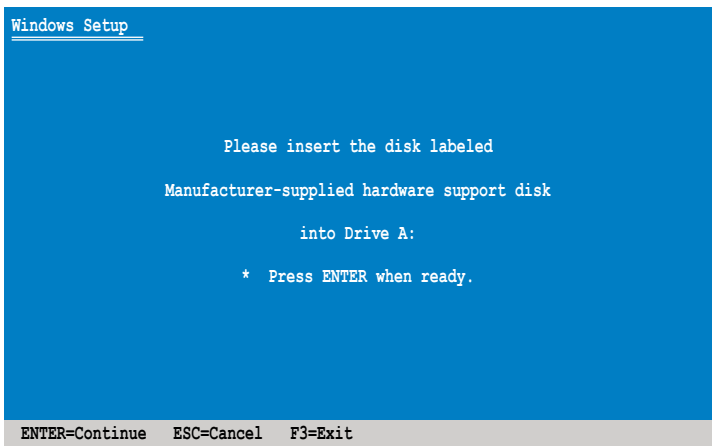 Windows Setup
Please insert the disk labeled
Manufacturer-supplied hardware support disk
into Drive A:
* Press ENTER when ready.
ENTER=Continue ESC=Cancel F3=Exit